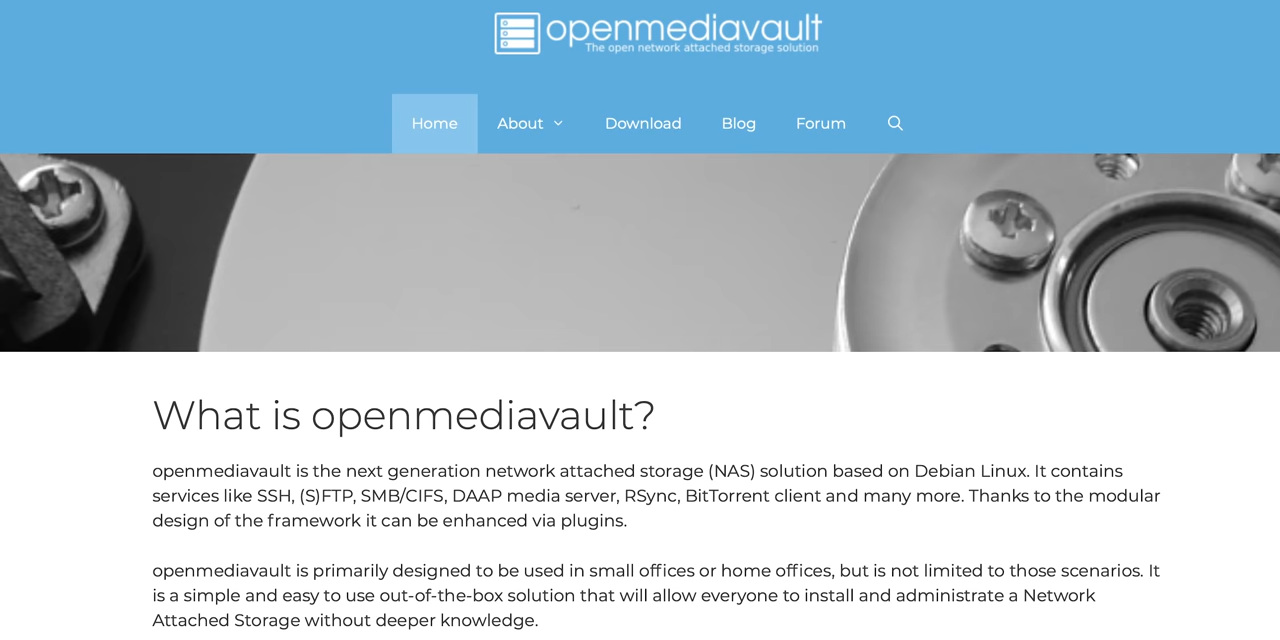 openmediavault
The open network attached storage solution
Home About Download Blog Forum
What is openmediavault?
openmediavault is the next generation network attached storage (NAS) solution based on Debian Linux. It contains
services like SSH, (S)FTP, SMB/CIFS, DAAP media server, RSync, BitTorrent client and many more. Thanks to the modular
design of the framework it can be enhanced via plugins.
openmediavault is primarily designed to be used in small offices or home offices, but is not limited to those scenarios. It
is a simple and easy to use out-of-the-box solution that will allow everyone to install and administrate a Network
Attached Storage without deeper knowledge.